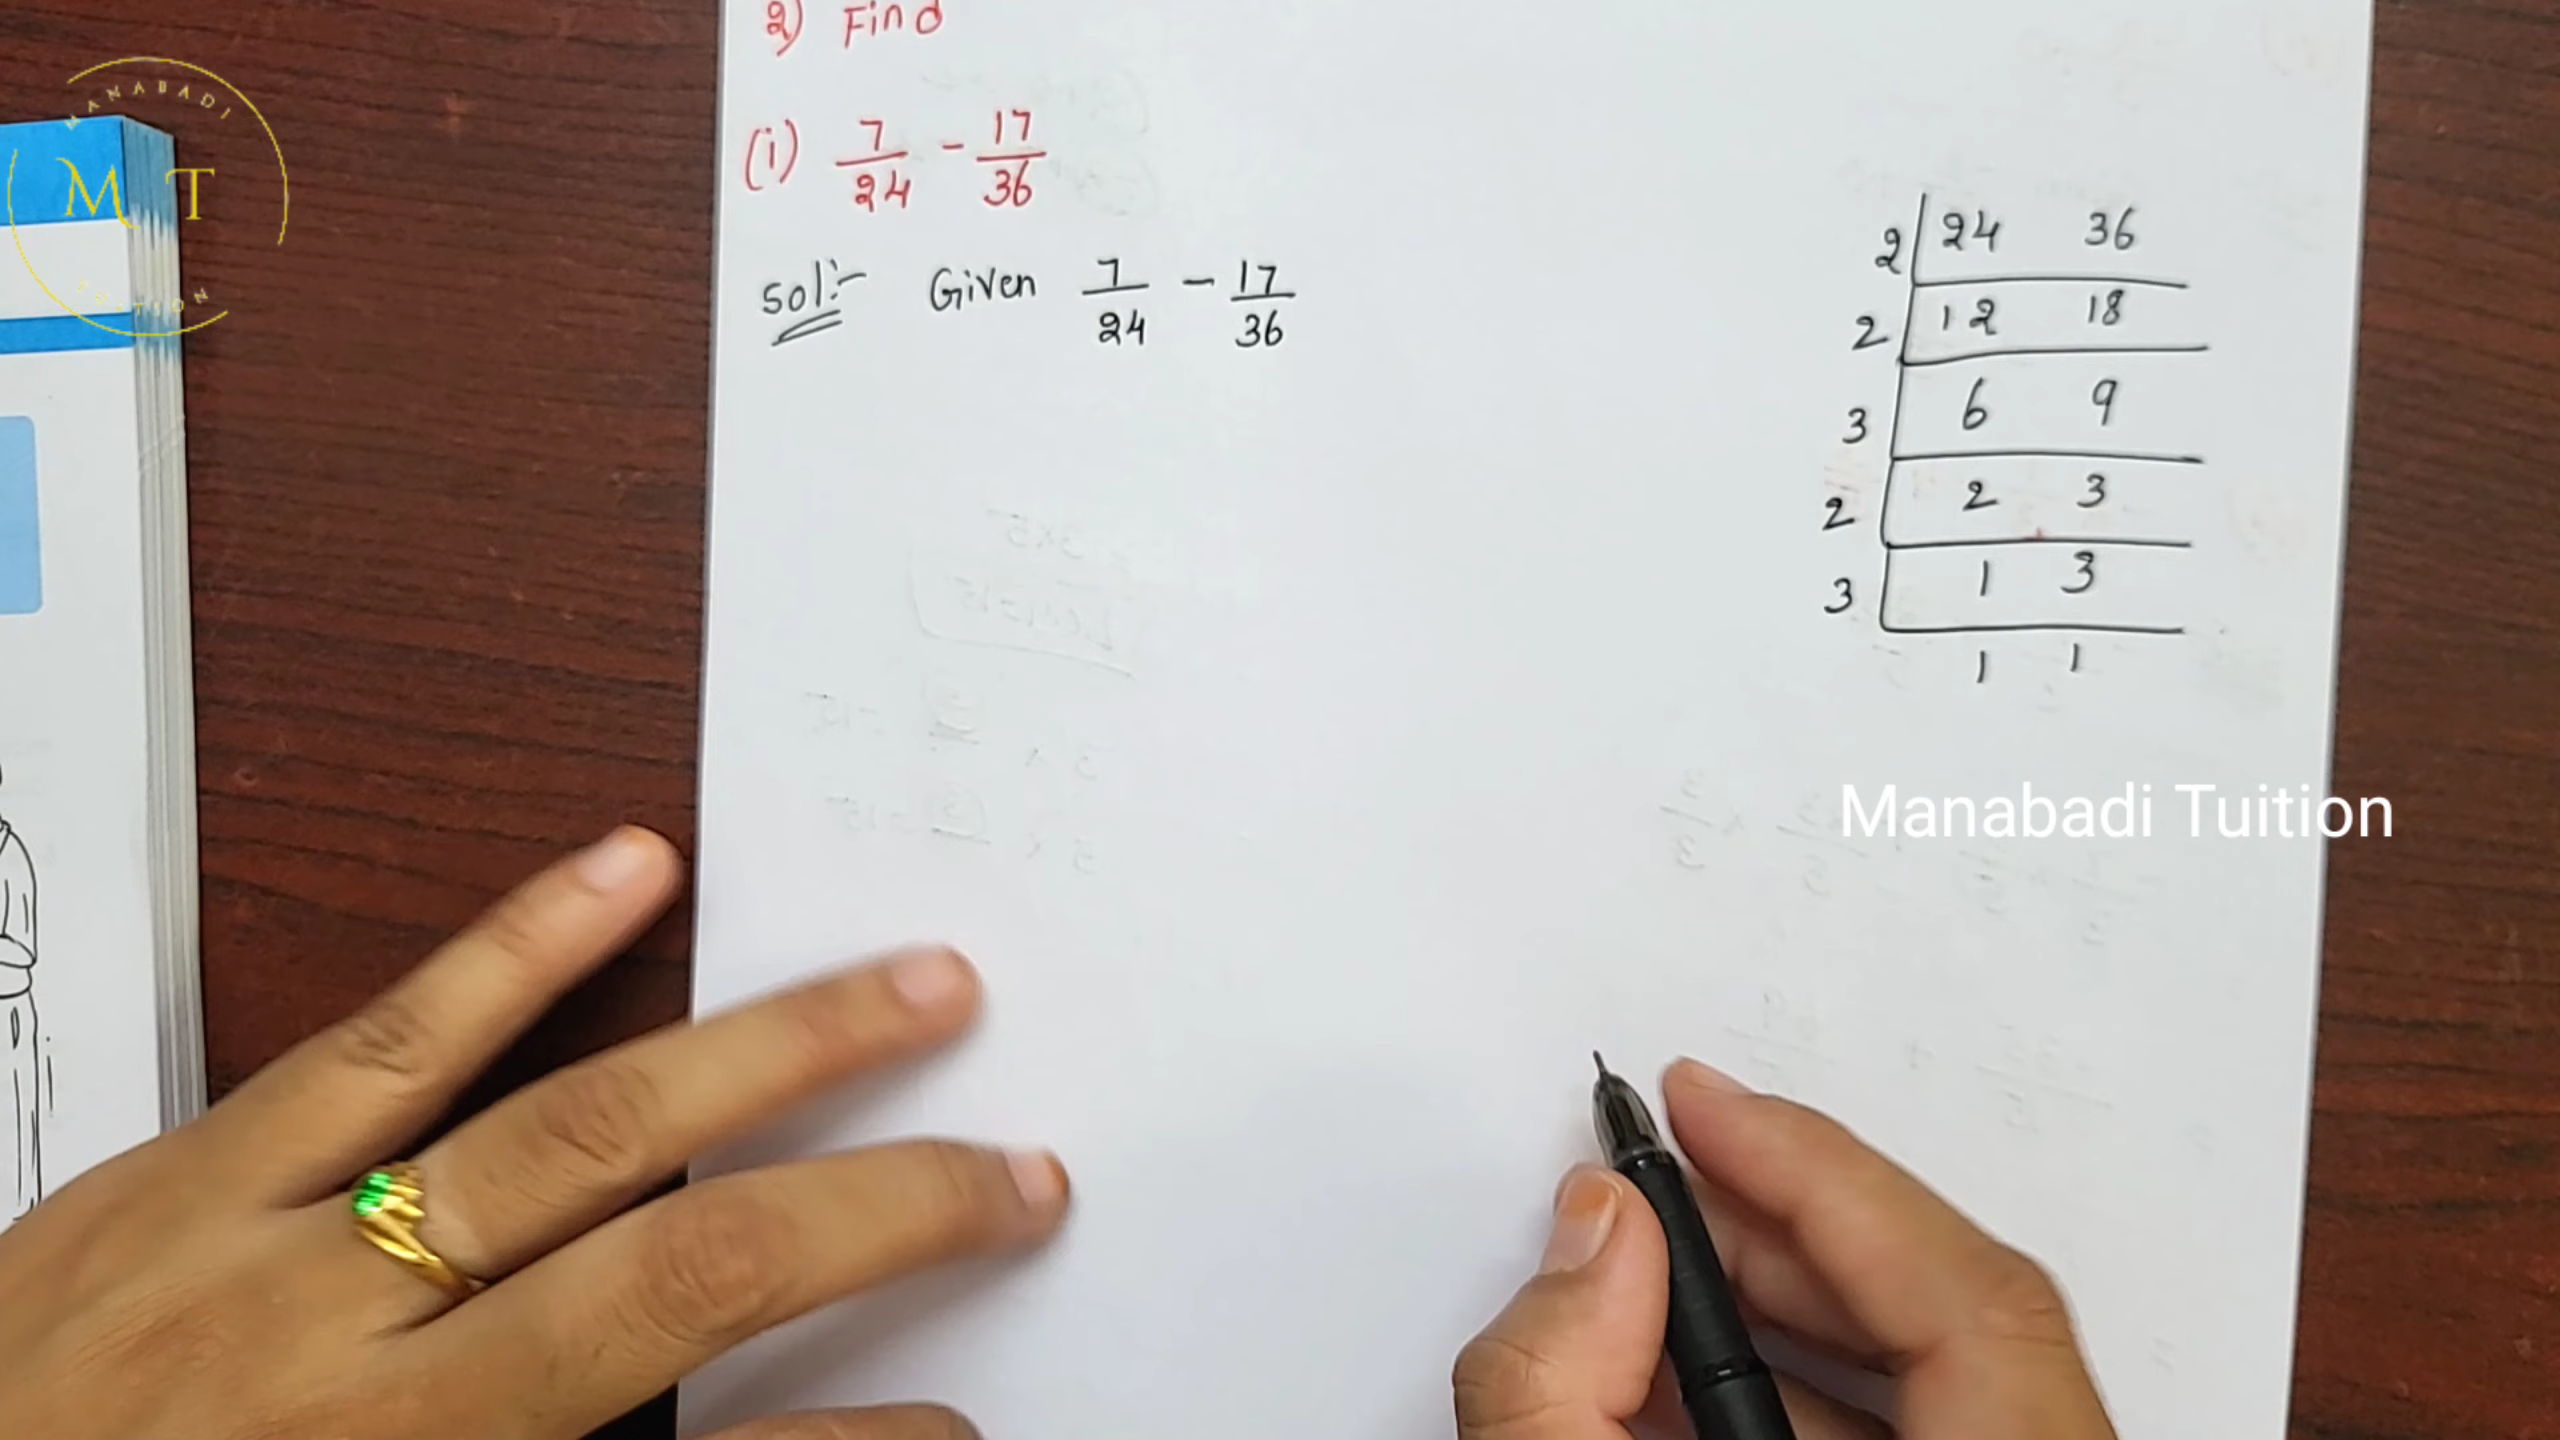 MANABADI
M T
TUITION
2) Find
(i) 7/24 - 17/36
Sol:- Given 7/24 - 17/36
2 | 24 36
2 | 12 18
3 | 6 9
2 | 2 3
3 | 1 3
1 1
Manabadi Tuition